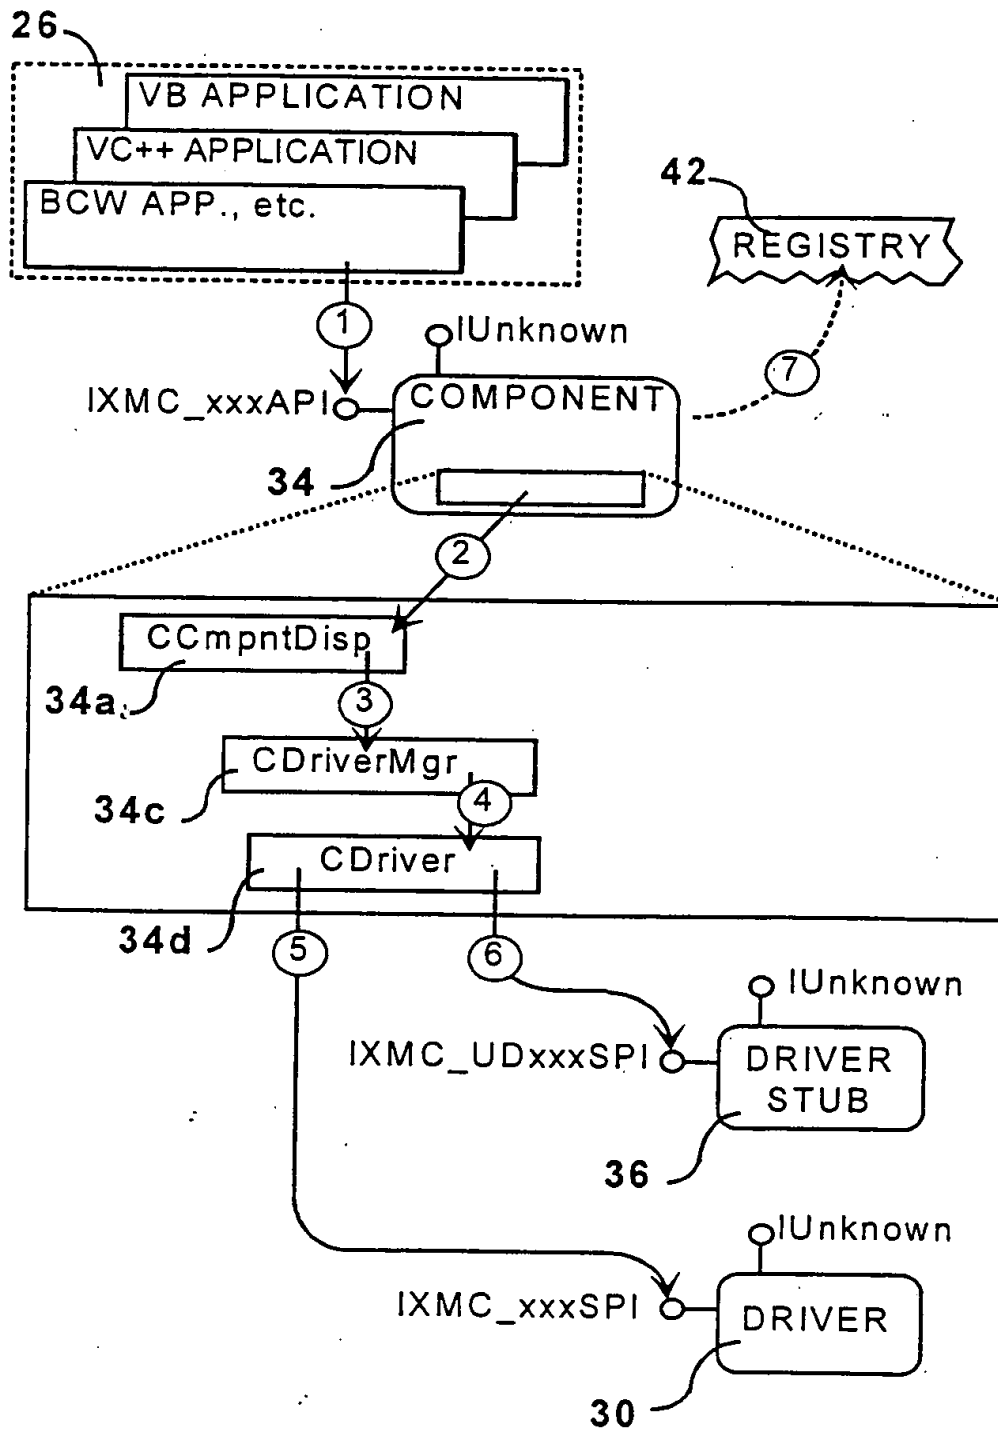 26
VB APPLICATION
VC++ APPLICATION
BCW APP., etc.
42
REGISTRY
1
IUnknown
7
IXMC_xxxAPI
COMPONENT
34
2
CCmpntDisp
34a
3
CDriverMgr
34c
4
CDriver
34d
5
6
IUnknown
IXMC_UDxxxSPI
DRIVER
STUB
36
IUnknown
IXMC_xxxSPI
DRIVER
30